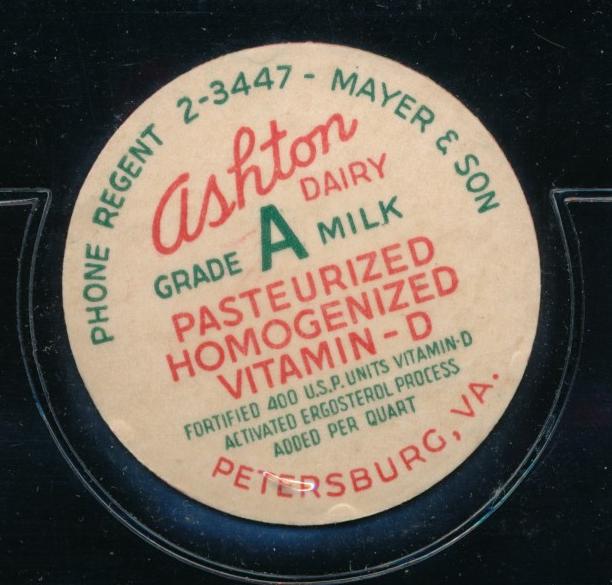 PHONE REGENT 2-3447 - MAYER & SON
Ashton
DAIRY
GRADE A MILK
PASTEURIZED
HOMOGENIZED
VITAMIN-D
FORTIFIED 400 U.S.P. UNITS VITAMIN-D
ACTIVATED ERGOSTEROL PROCESS
ADDED PER QUART
PETERSBURG, VA.